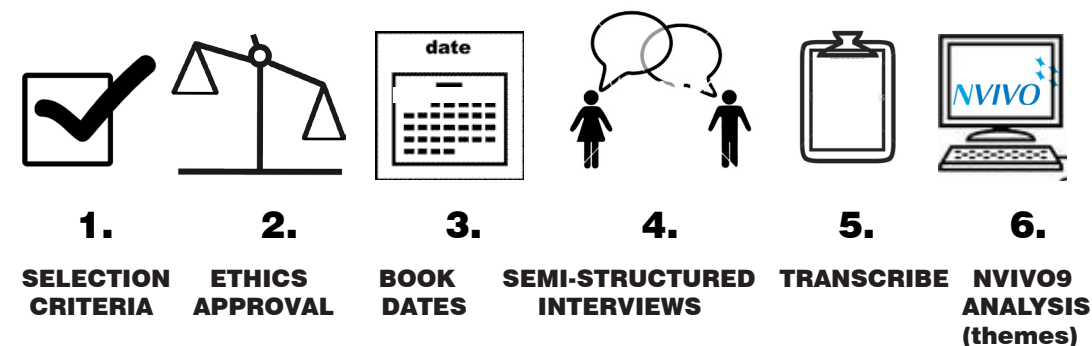 date
NVIVO
1.
2.
3.
4.
5.
6.
SELECTION
CRITERIA
ETHICS
APPROVAL
BOOK
DATES
SEMI-STRUCTURED
INTERVIEWS
TRANSCRIBE
NVIVO9
ANALYSIS
(themes)